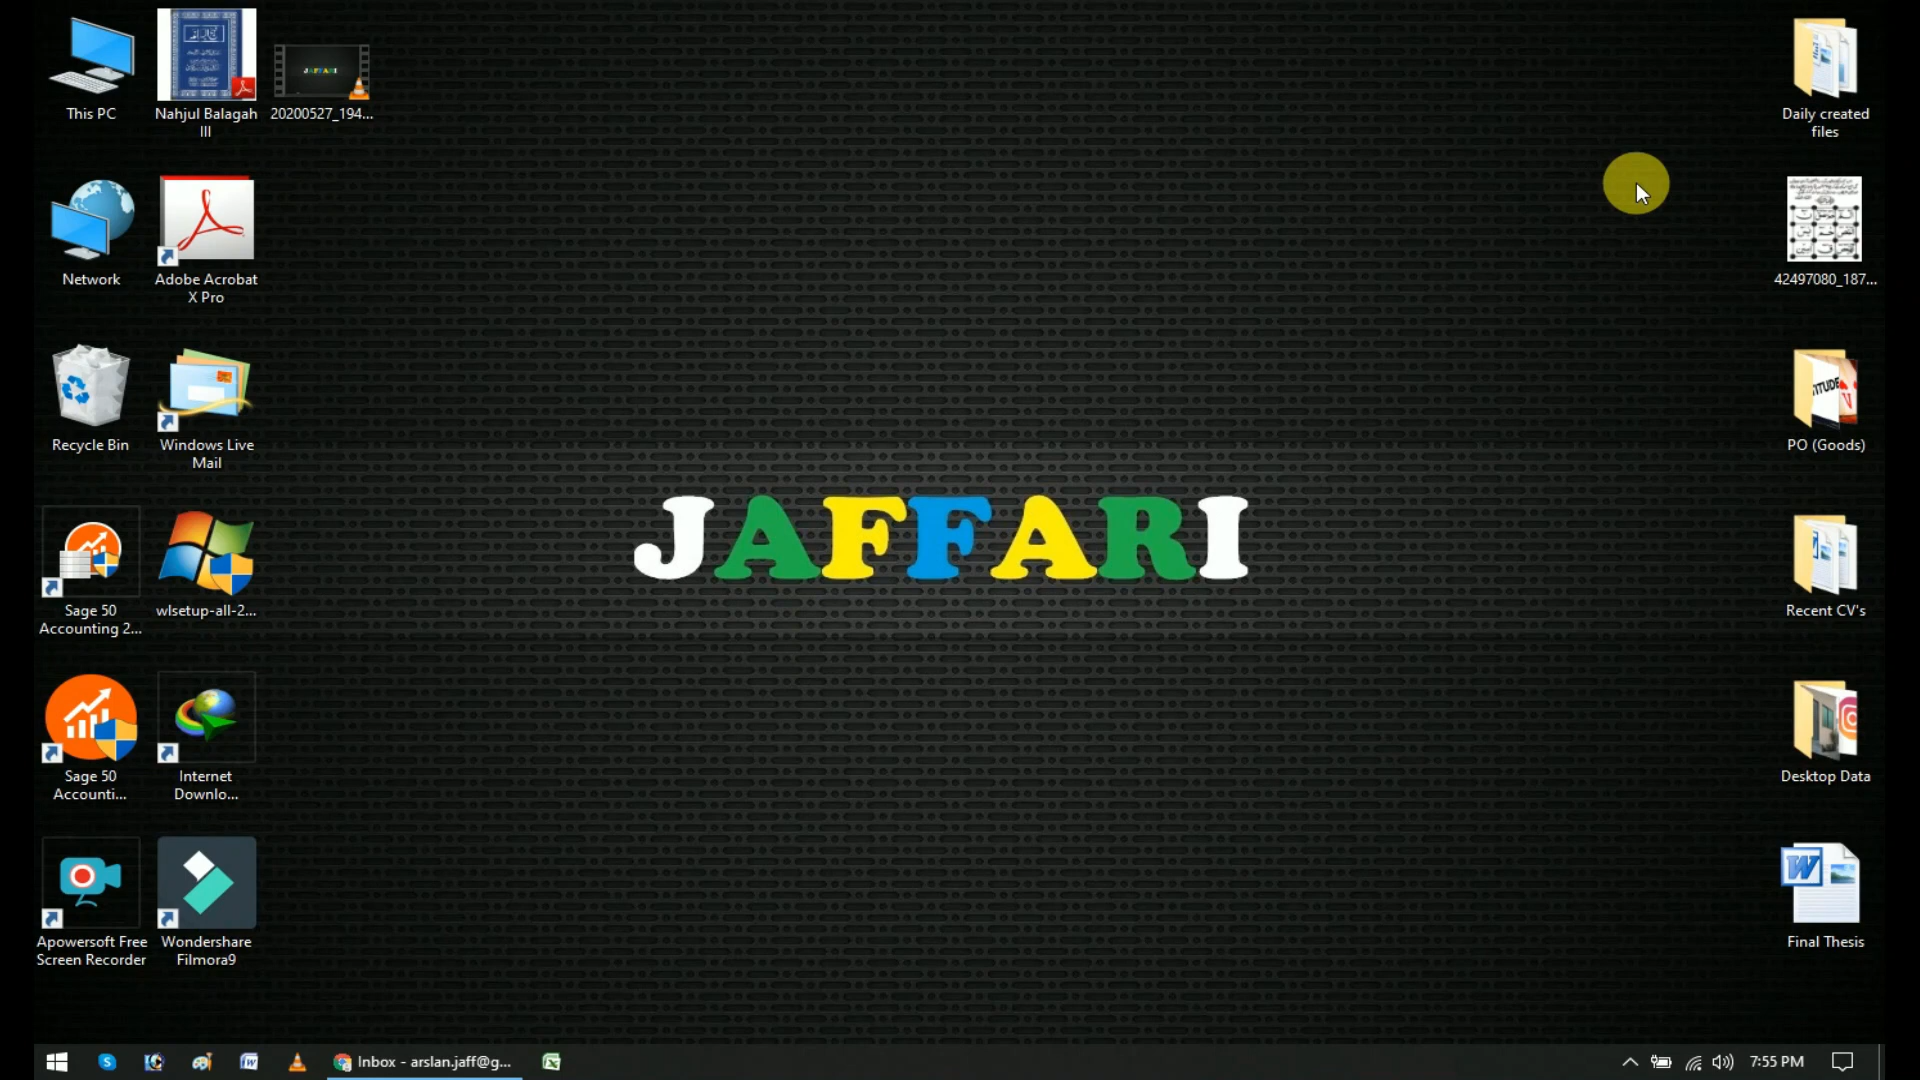 This PC
Nahjul Balagah
III
20200527_194...
Network
Adobe Acrobat
X Pro
Recycle Bin
Windows Live
Mail
Sage 50
Accounting 2...
wlsetup-all-2...
Sage 50
Accounti...
Internet
Downlo...
Apowersoft Free
Screen Recorder
Wondershare
Filmora9
JAFFARI
Daily created
files
42497080_187...
PO (Goods)
Recent CV's
Desktop Data
Final Thesis
Inbox - arslan.jaff@g...
7:55 PM